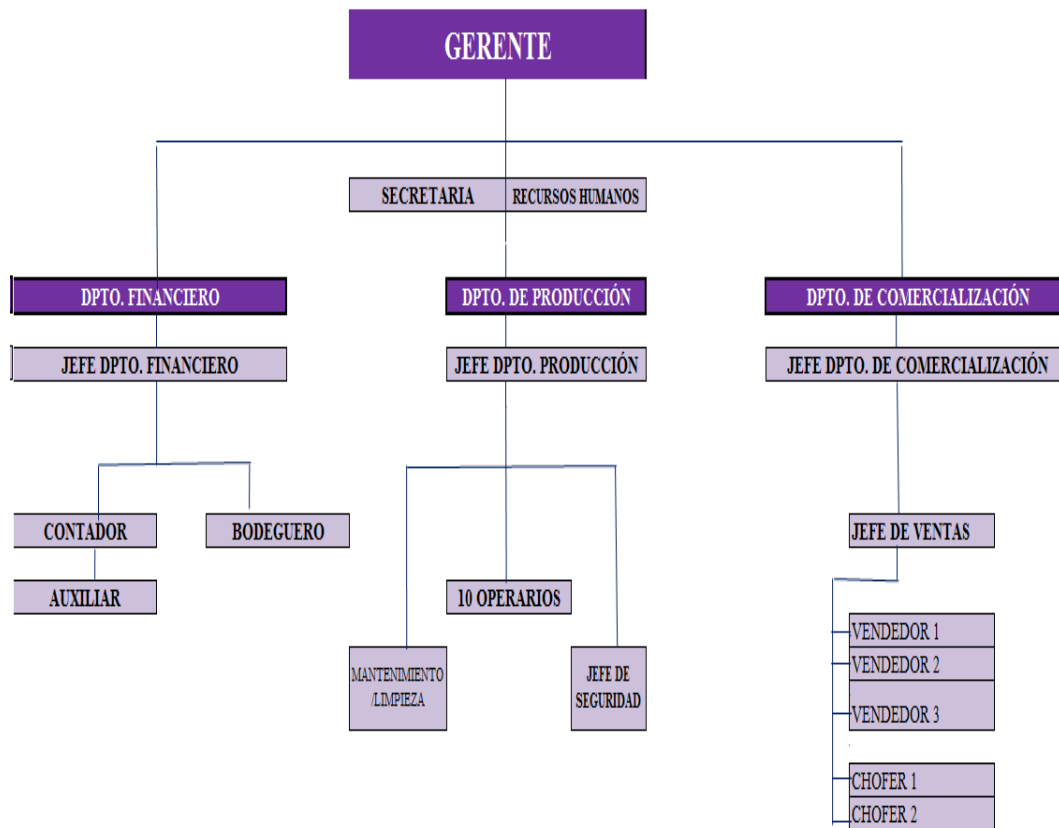 GERENTE
SECRETARIA
RECURSOS HUMANOS
DPTO. FINANCIERO
DPTO. DE PRODUCCIÓN
DPTO. DE COMERCIALIZACIÓN
JEFE DPTO. FINANCIERO
JEFE DPTO. PRODUCCIÓN
JEFE DPTO. DE COMERCIALIZACIÓN
CONTADOR
BODEGUERO
JEFE DE VENTAS
AUXILIAR
10 OPERARIOS
MANTENIMIENTO
/LIMPIEZA
JEFE DE
SEGURIDAD
VENDEDOR 1
VENDEDOR 2
VENDEDOR 3
CHOFER 1
CHOFER 2